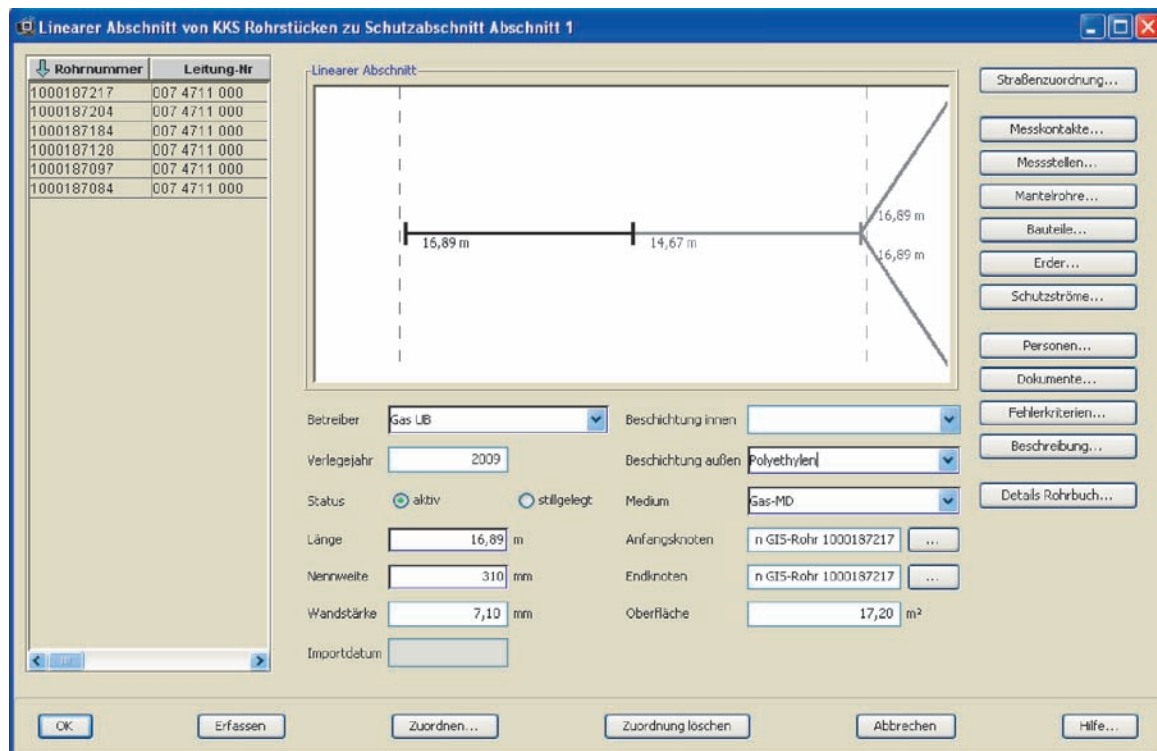 Linearer Abschnitt von KKS Rohrstücken zu Schutzabschnitt Abschnitt 1
Rohrnummer Leitung-Nr
1000187217 007 4711 000
1000187204 007 4711 000
1000187184 007 4711 000
1000187128 007 4711 000
1000187097 007 4711 000
1000187084 007 4711 000
Linearer Abschnitt
16,89 m
14,67 m
16,89 m
16,89 m
Straßenzuordnung...
Messkontakte...
Messstellen...
Mantelrohre...
Bauteile...
Erder...
Schutzströme...
Personen...
Dokumente...
Fehlerkriterien...
Beschreibung...
Details Rohrbuch...
Betreiber Gas UB Beschichtung innen
Verlegejahr 2009 Beschichtung außen Polyethylen
Status aktiv stillgelegt Medium Gas-MD
Länge 16,89 m Anfangsknoten n GIS-Rohr 1000187217 ...
Nennweite 310 mm Endknoten n GIS-Rohr 1000187217 ...
Wandstärke 7,10 mm Oberfläche 17,20 m²
Importdatum
OK Erfassen Zuordnen... Zuordnung löschen Abbrechen Hilfe...